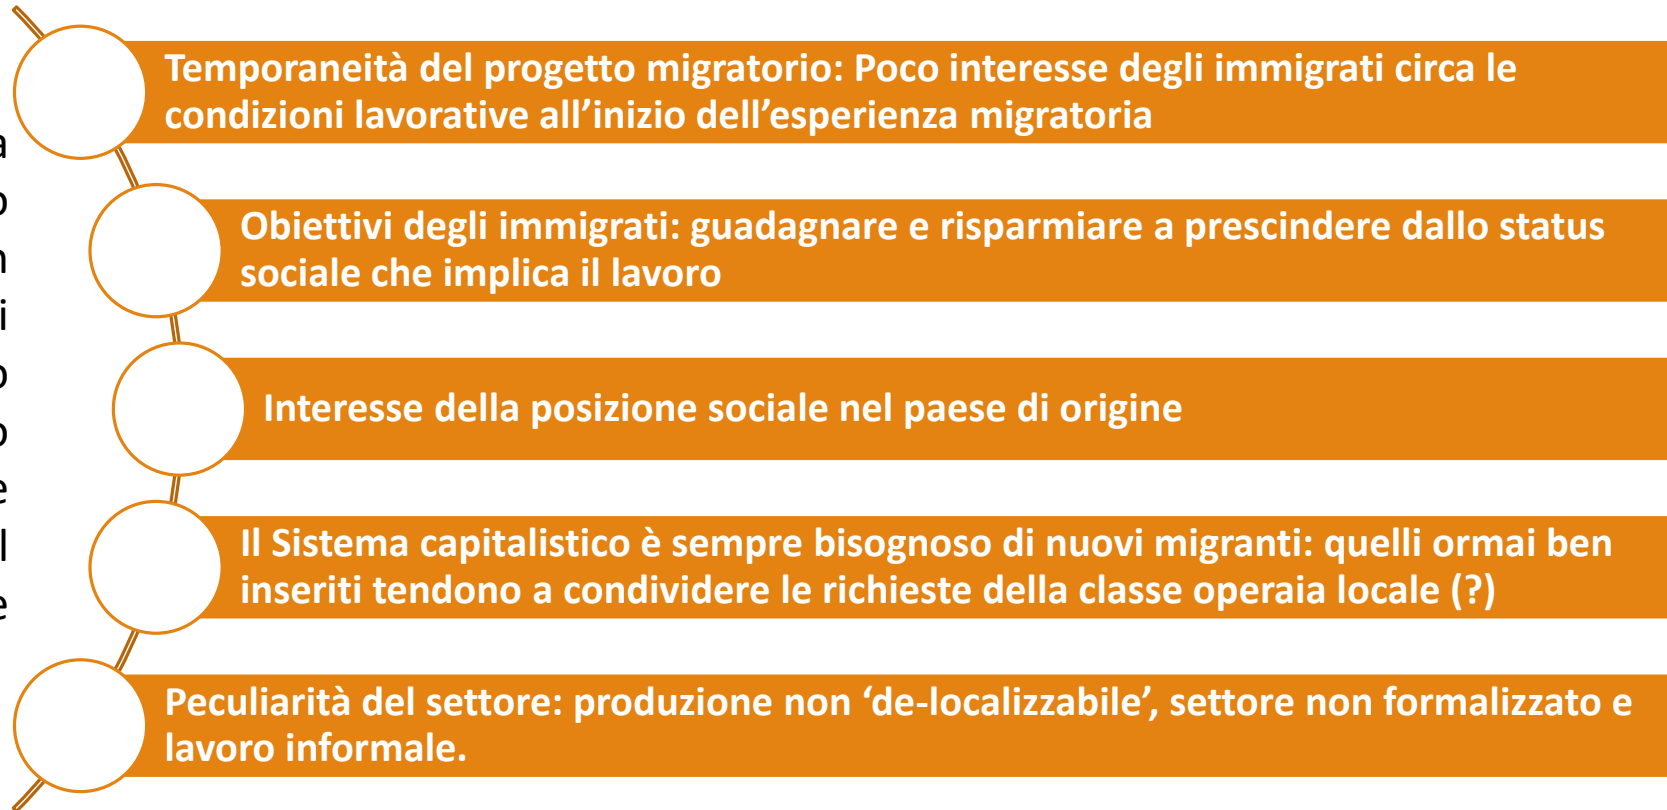 Temporaneità del progetto migratorio: Poco interesse degli immigrati circa le
condizioni lavorative all’inizio dell’esperienza migratoria
Obiettivi degli immigrati: guadagnare e risparmiare a prescindere dallo status
sociale che implica il lavoro
Interesse della posizione sociale nel paese di origine
Il Sistema capitalistico è sempre bisognoso di nuovi migranti: quelli ormai ben
inseriti tendono a condividere le richieste della classe operaia locale (?)
Peculiarità del settore: produzione non ‘de-localizzabile’, settore non formalizzato e
lavoro informale.